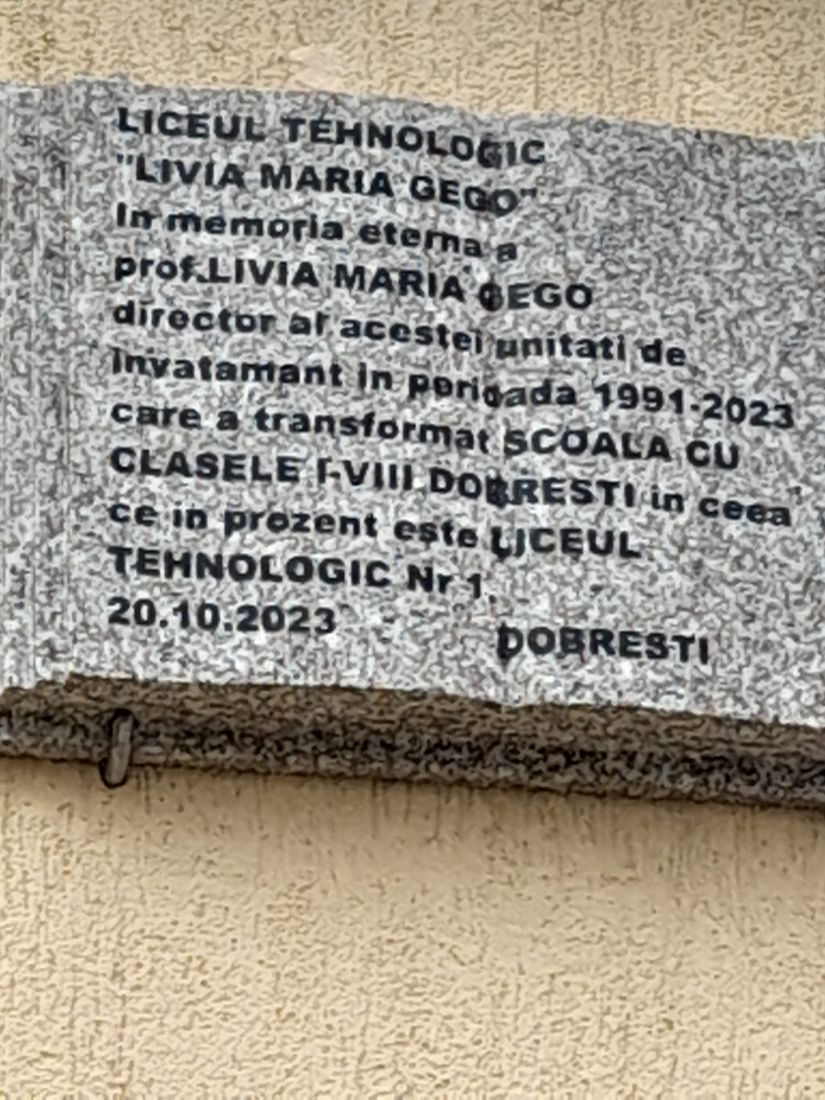 LICEUL TEHNOLOGIC
"LIVIA MARIA GEGO"
In memoria eterna a
prof.LIVIA MARIA GEGO
director al acestei unitati de
invatamant in perioada 1991-2023
care a transformat SCOALA CU
CLASELE I-VIII DOBRESTI in ceea
ce in prezent este LICEUL
TEHNOLOGIC Nr 1.
20.10.2023 DOBRESTI